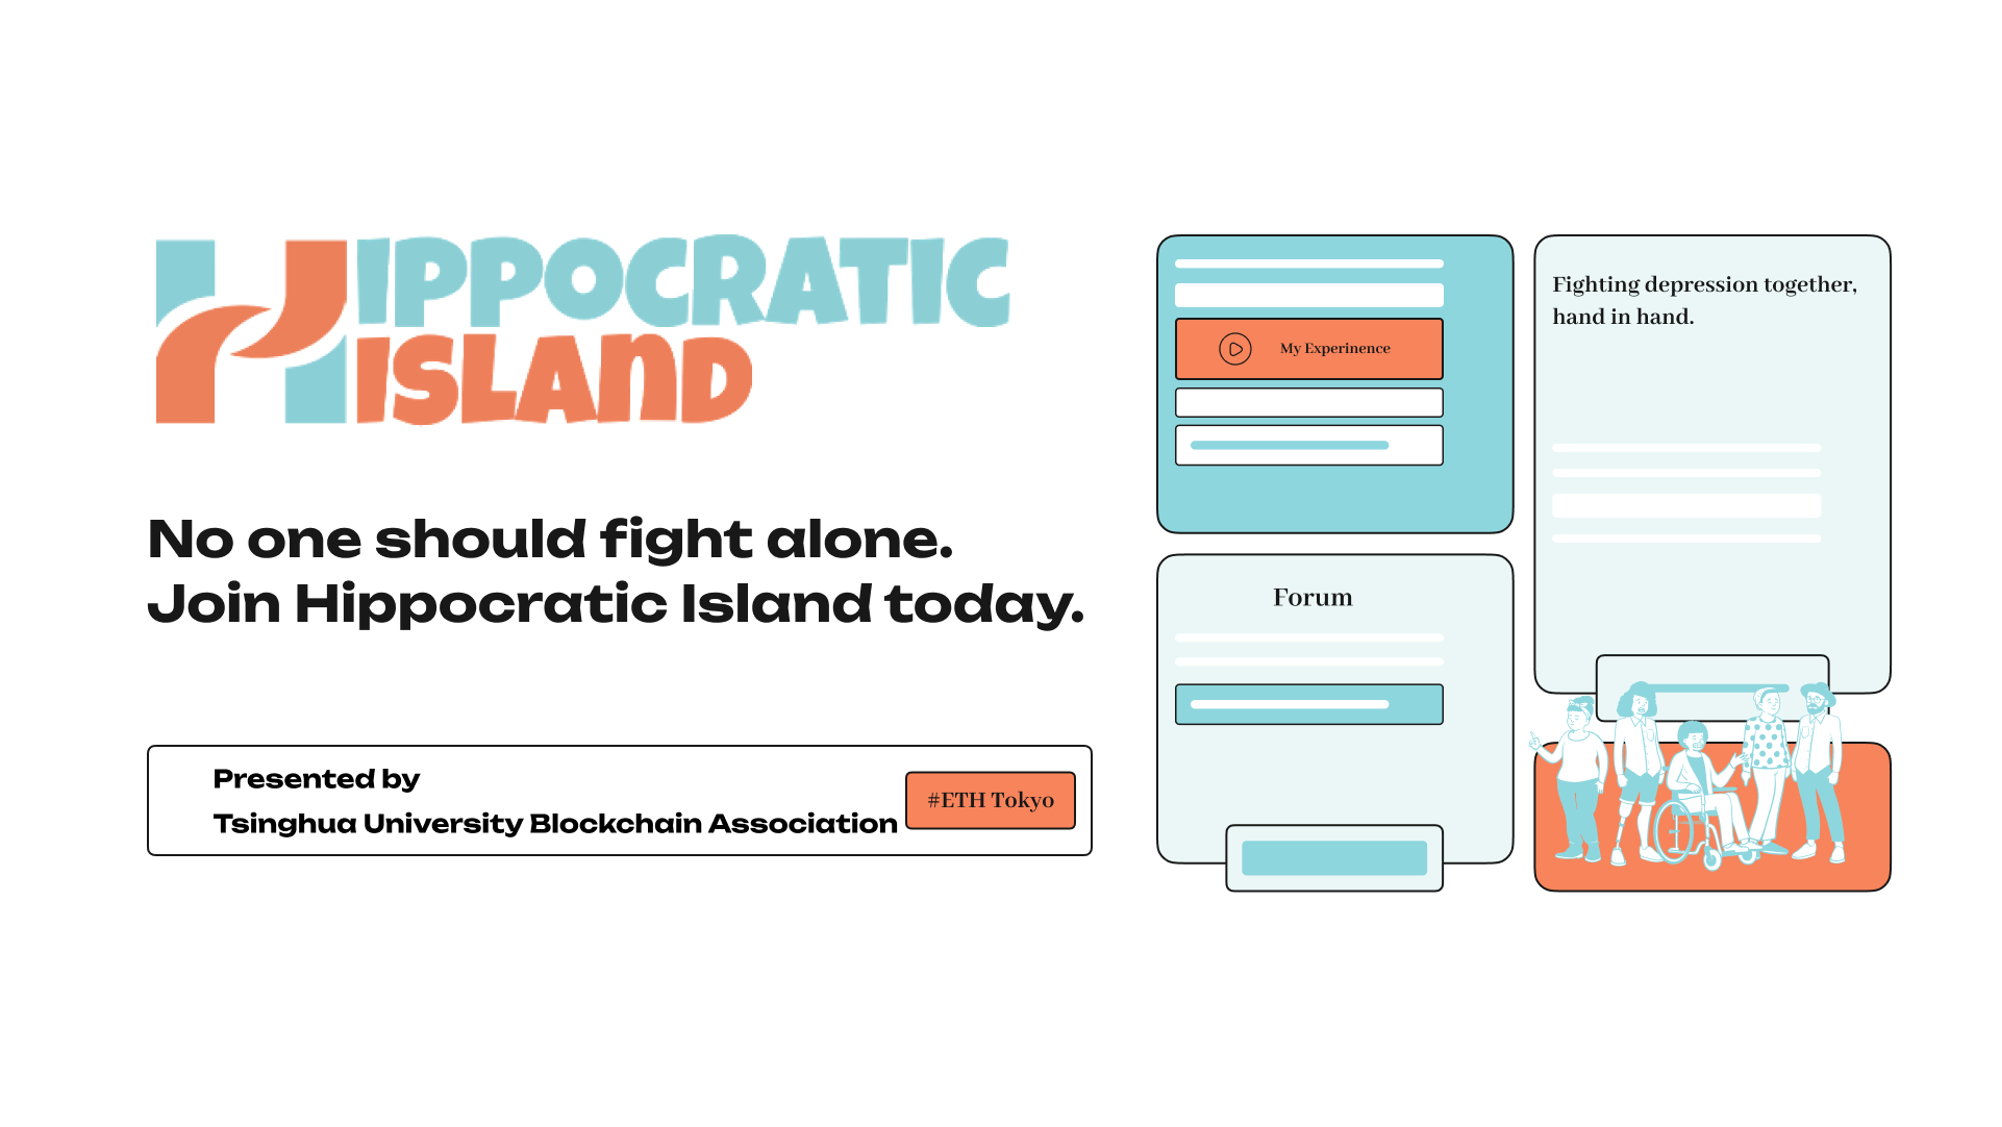 HIPPOCRATIC
ISLAND
No one should fight alone.
Join Hippocratic Island today.
Presented by
Tsinghua University Blockchain Association
#ETH Tokyo
My Experinence
Forum
Fighting depression together,
hand in hand.